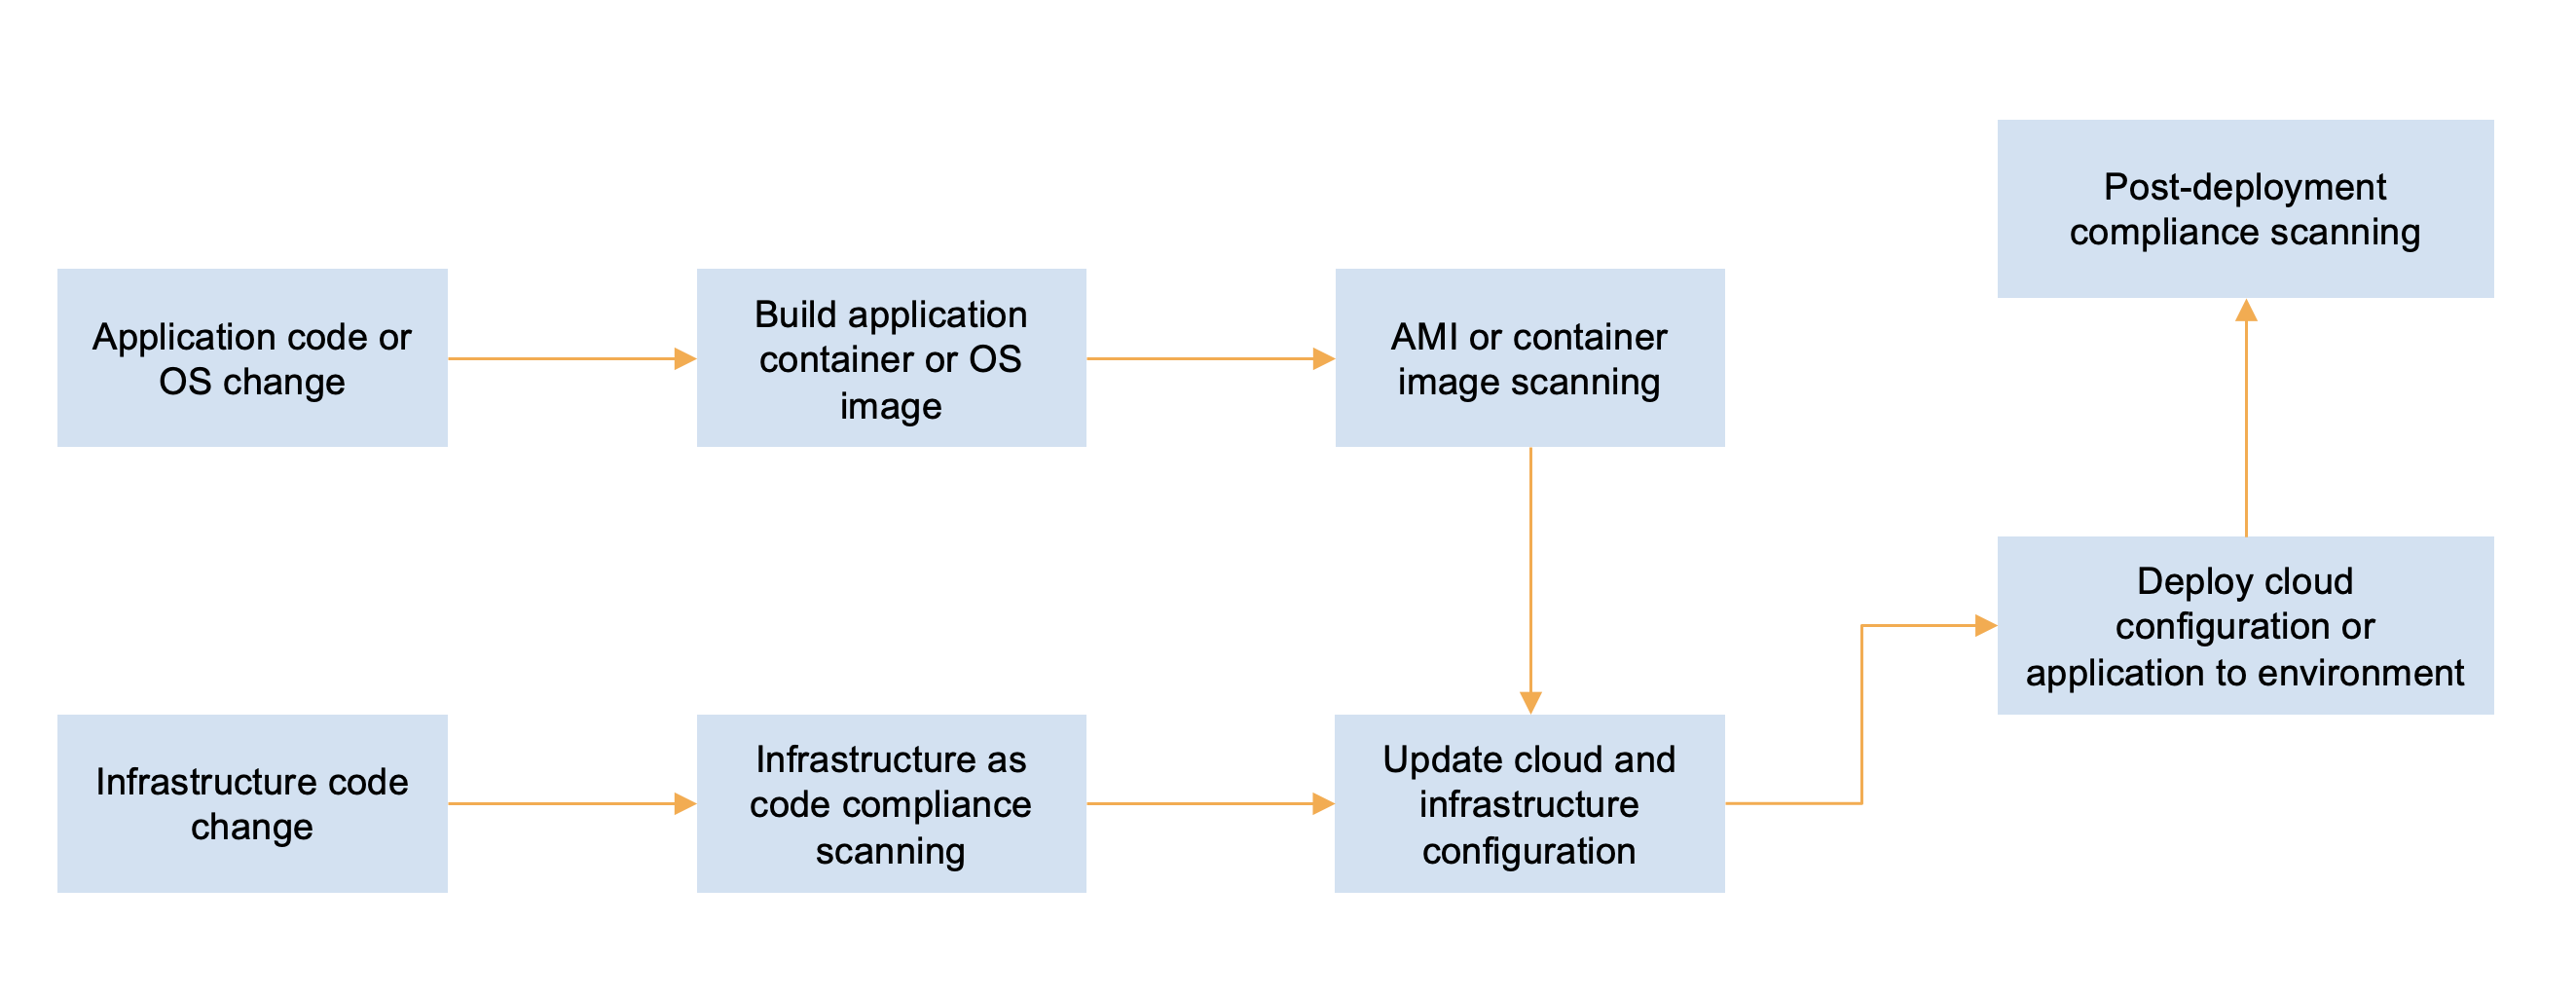 Application code or
OS change
Build application
container or OS
image
AMI or container
image scanning
Post-deployment
compliance scanning
Infrastructure code
change
Infrastructure as
code compliance
scanning
Update cloud and
infrastructure
configuration
Deploy cloud
configuration or
application to environment